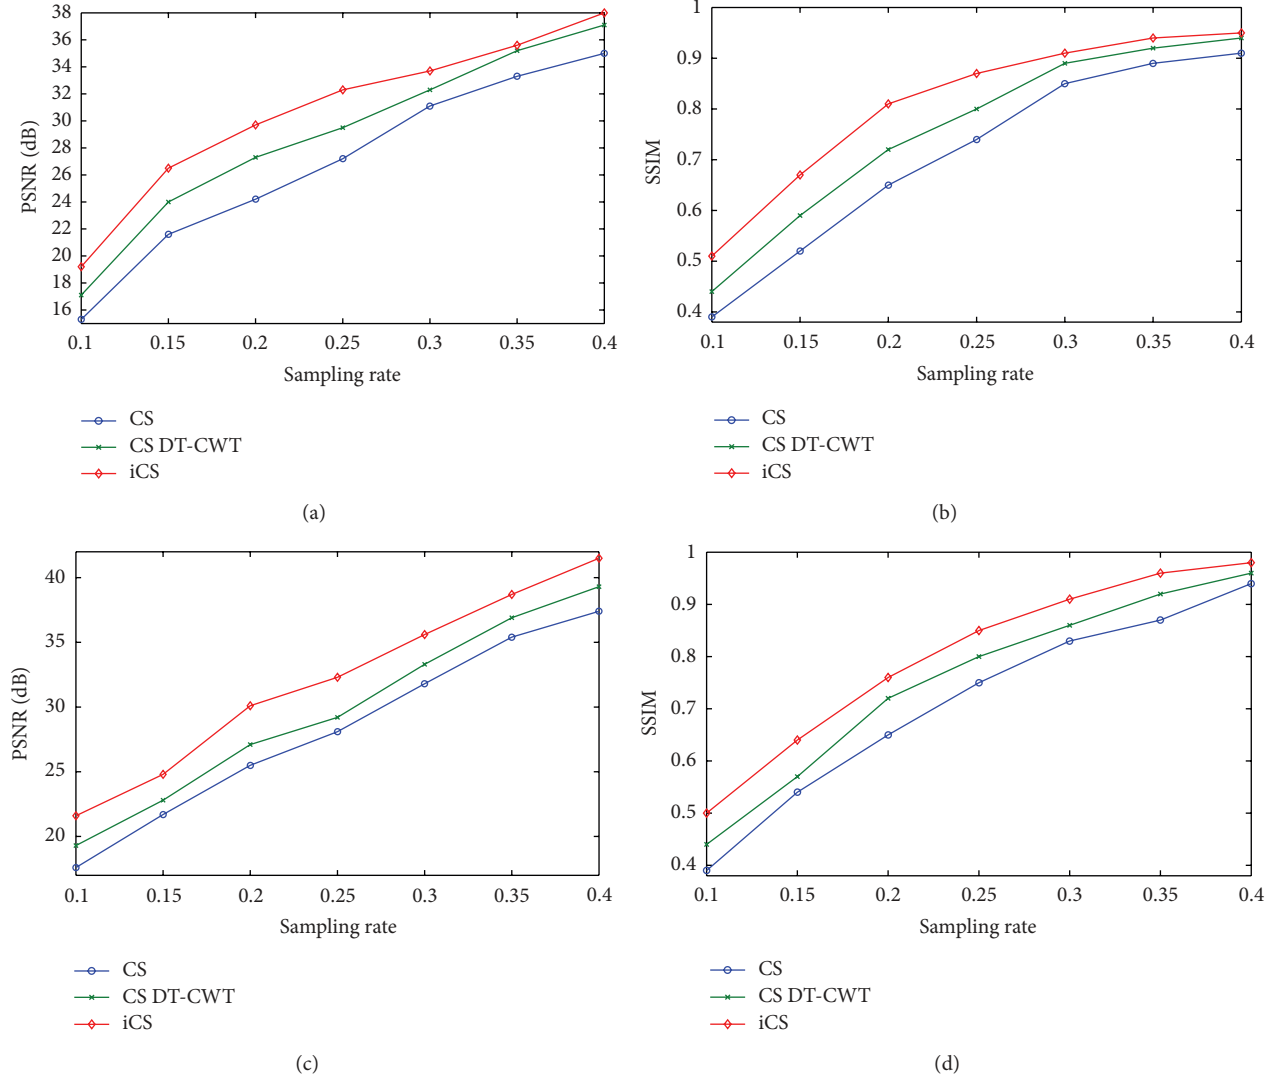 38
36
34
32
30
28
26
24
22
20
18
16
PSNR (dB)
0.1 0.15 0.2 0.25 0.3 0.35 0.4
Sampling rate
CS
CS DT-CWT
iCS
(a)
1
0.9
0.8
0.7
0.6
0.5
0.4
SSIM
0.1 0.15 0.2 0.25 0.3 0.35 0.4
Sampling rate
CS
CS DT-CWT
iCS
(b)
40
35
30
25
20
PSNR (dB)
0.1 0.15 0.2 0.25 0.3 0.35 0.4
Sampling rate
CS
CS DT-CWT
iCS
(c)
1
0.9
0.8
0.7
0.6
0.5
0.4
SSIM
0.1 0.15 0.2 0.25 0.3 0.35 0.4
Sampling rate
CS
CS DT-CWT
iCS
(d)